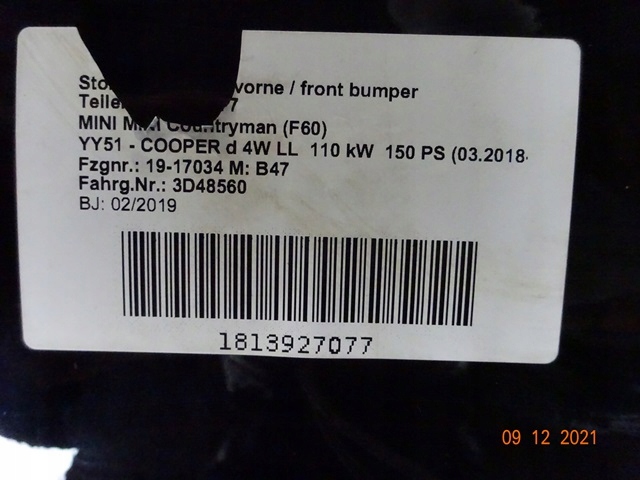 vorne / front bumper
MINI Countryman (F60)
YY51 - COOPER d 4W LL 110 kW 150 PS (03.2018-
Fzgnr.: 19-17034 M: B47
Fahrg.Nr.: 3D48560
BJ: 02/2019
1813927077
09 12 2021